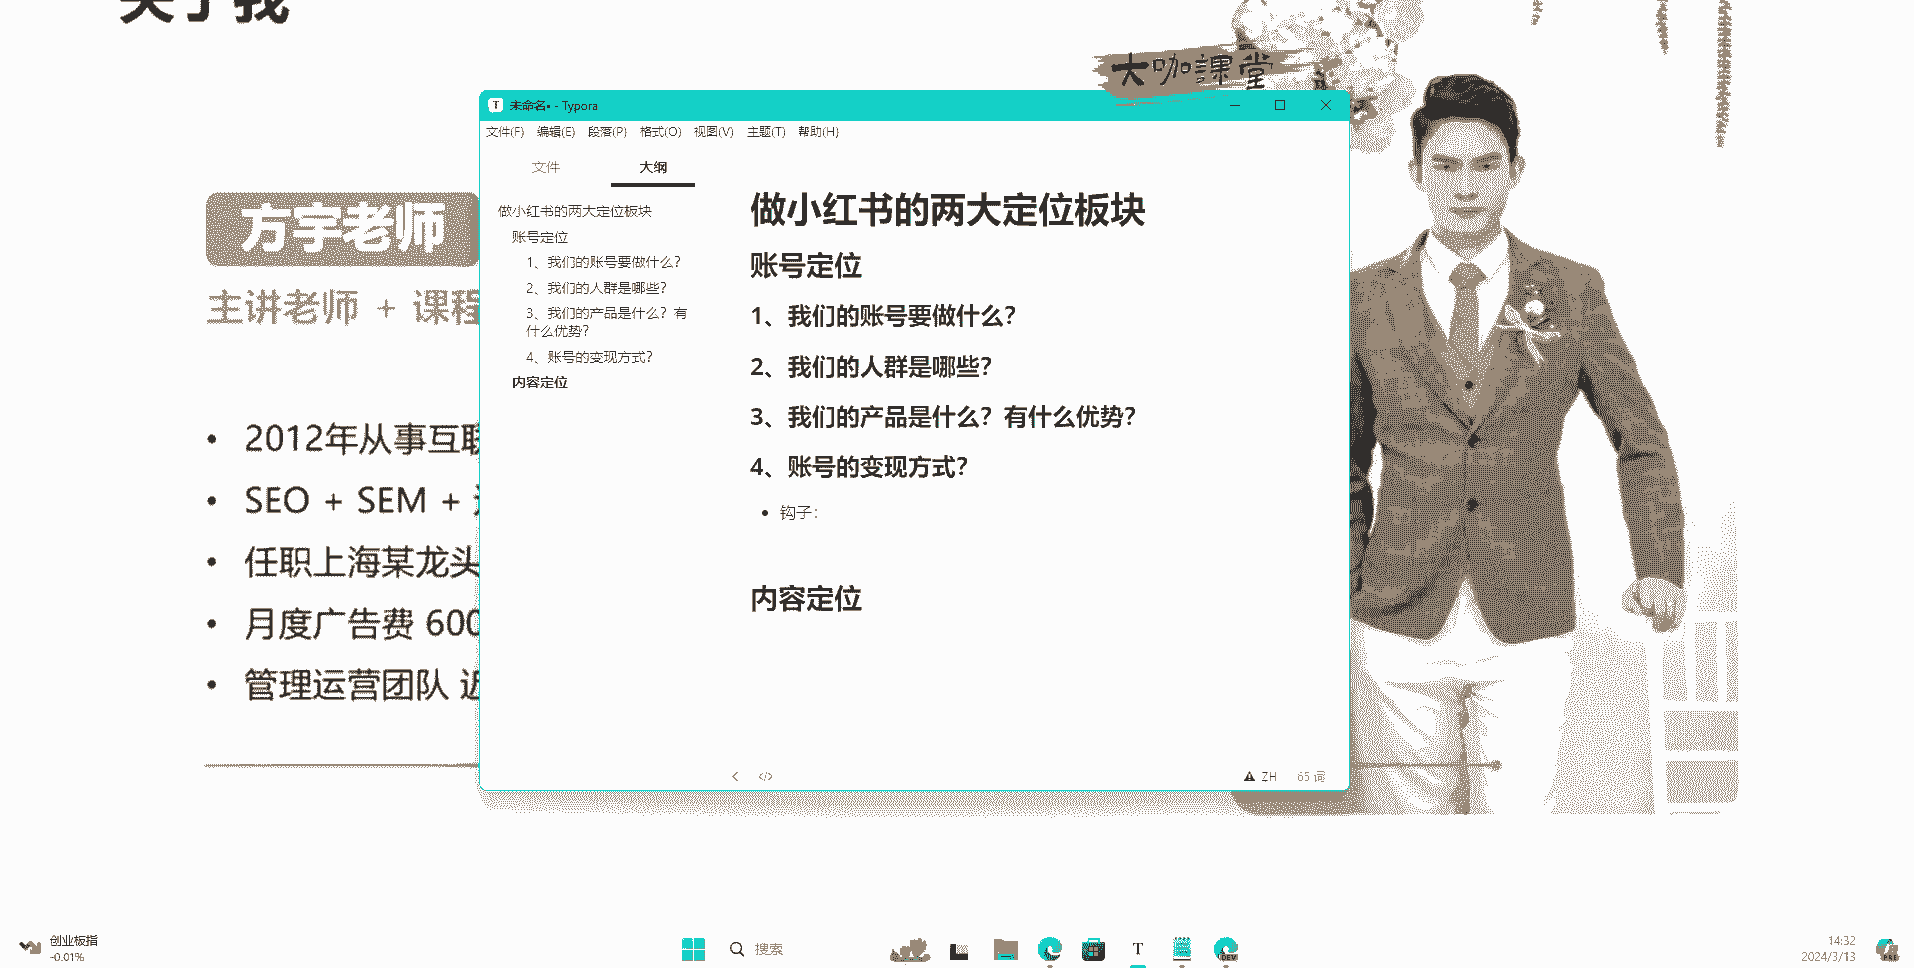 关于我
大咖課堂
未命名• - Typora
文件(F) 编辑(E) 段落(P) 格式(O) 视图(V) 主题(T) 帮助(H)
文件 大纲
做小红书的两大定位板块
账号定位
1、我们的账号要做什么？
2、我们的人群是哪些？
3、我们的产品是什么？有
什么优势？
4、账号的变现方式？
内容定位
做小红书的两大定位板块
账号定位
1、我们的账号要做什么？
2、我们的人群是哪些？
3、我们的产品是什么？有什么优势？
4、账号的变现方式？
• 钩子：
内容定位
</> ZH 65 词
方宇老师
主讲老师 + 课程
• 2012年从事互联
• SEO + SEM +
• 任职上海某龙头
• 月度广告费 600
• 管理运营团队 近
创业板指
-0.01%
搜索
T
DEV
14:32
2024/3/13
PRE